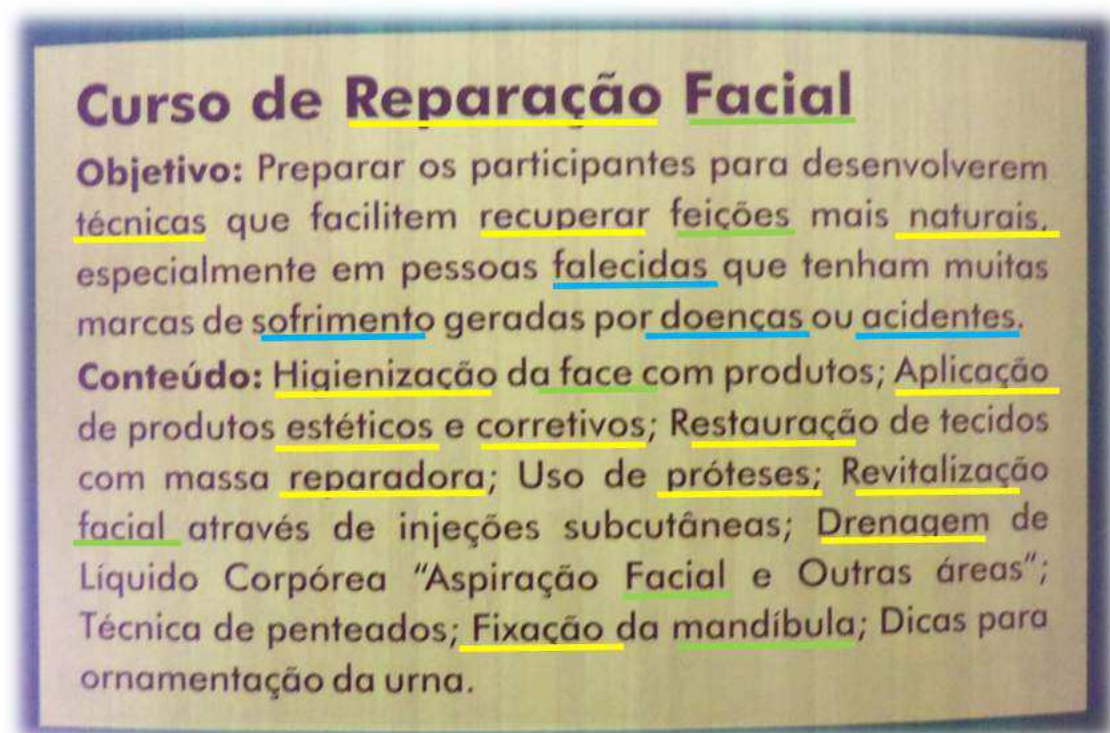 Curso de Reparação Facial
Objetivo: Preparar os participantes para desenvolverem
técnicas que facilitem recuperar feições mais naturais,
especialmente em pessoas falecidas que tenham muitas
marcas de sofrimento geradas por doenças ou acidentes.
Conteúdo: Higienização da face com produtos; Aplicação
de produtos estéticos e corretivos; Restauração de tecidos
com massa reparadora; Uso de próteses; Revitalização
facial através de injeções subcutâneas; Drenagem de
Líquido Corpórea "Aspiração Facial e Outras áreas";
Técnica de penteados; Fixação da mandíbula; Dicas para
ornamentação da urna.